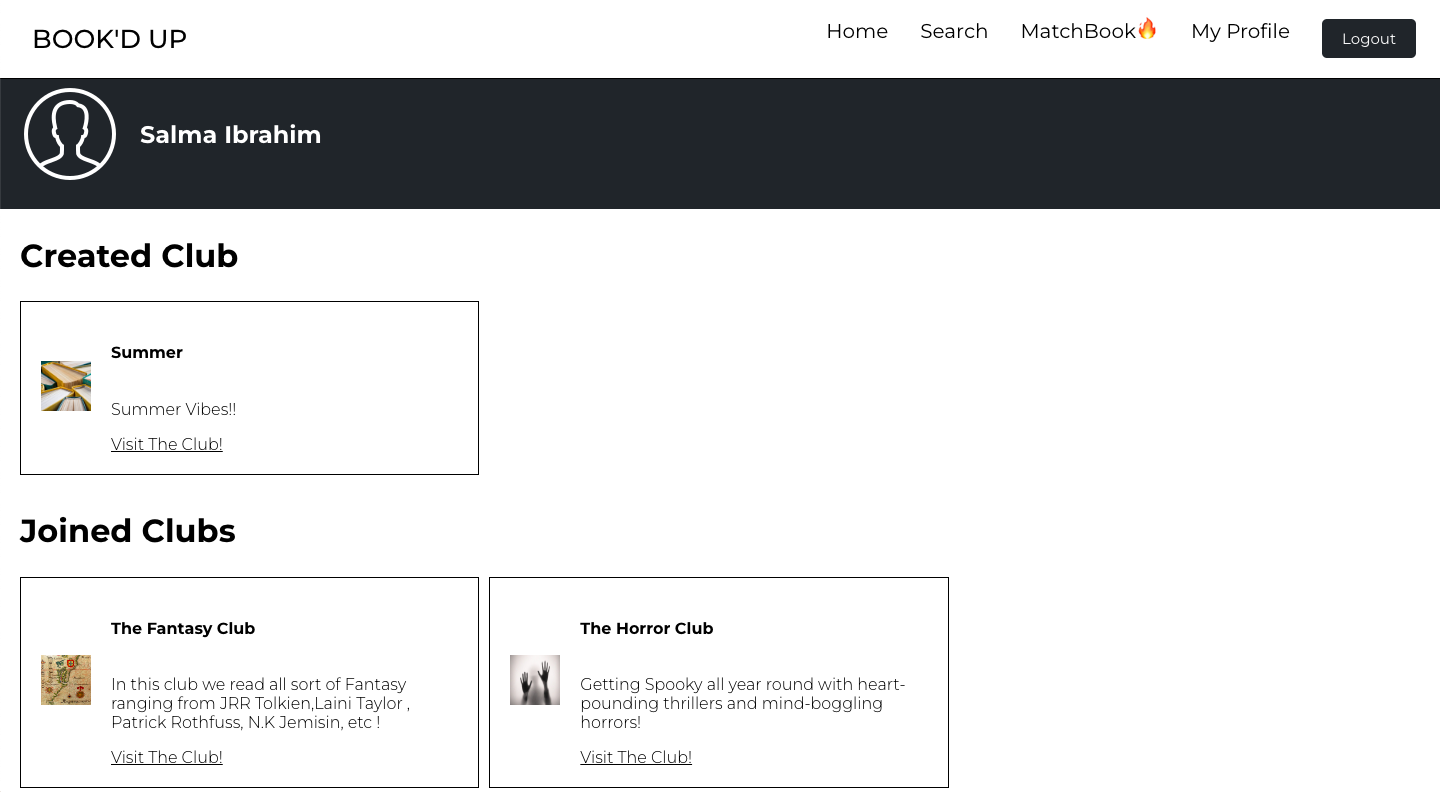 BOOK'D UP
Home
Search
MatchBook🔥
My Profile
Logout
Salma Ibrahim
Created Club
Summer
Summer Vibes!!
Visit The Club!
Joined Clubs
The Fantasy Club
In this club we read all sort of Fantasy
ranging from JRR Tolkien,Laini Taylor ,
Patrick Rothfuss, N.K Jemisin, etc !
Visit The Club!
The Horror Club
Getting Spooky all year round with heart-
pounding thrillers and mind-boggling
horrors!
Visit The Club!